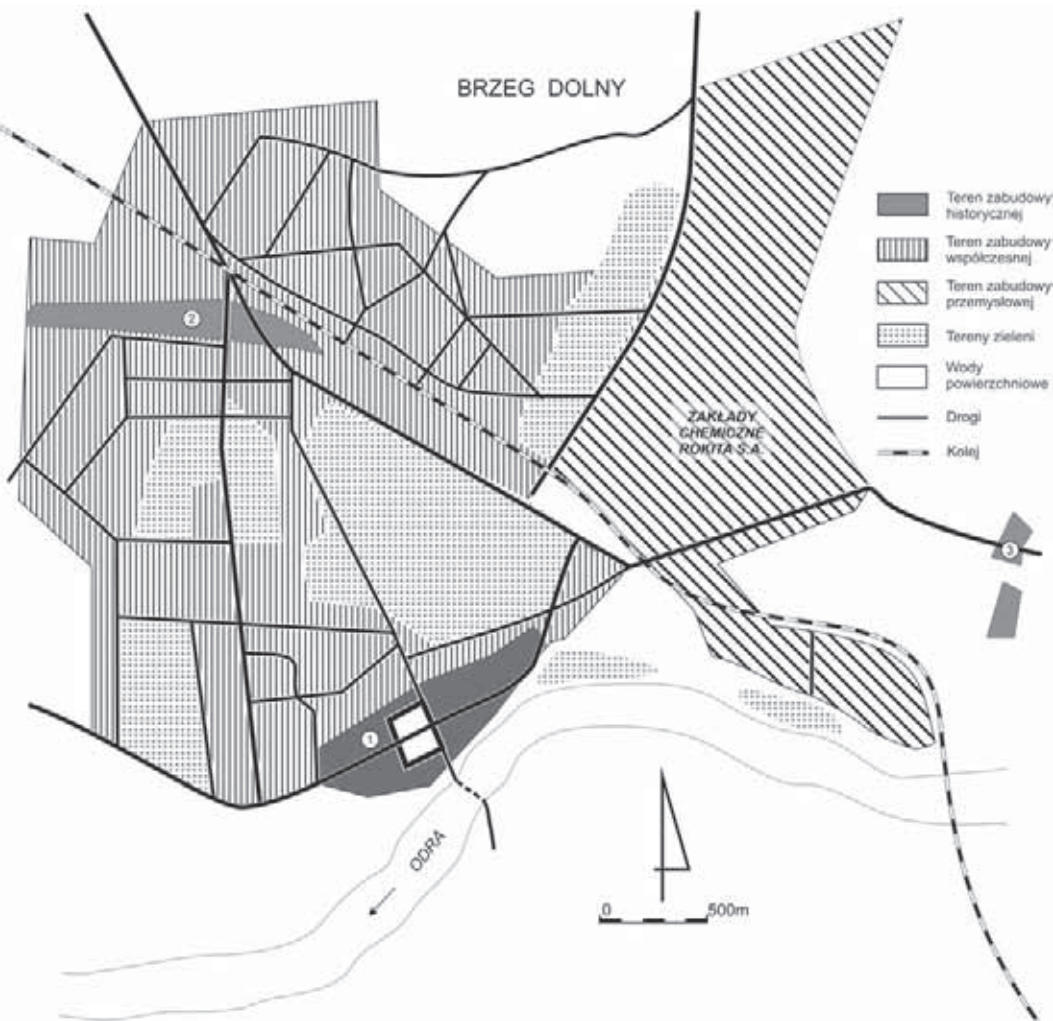 BRZEG DOLNY
Teren zabudowy
historycznej
Teren zabudowy
współczesnej
Teren zabudowy
przemysłowej
Tereny zieleni
Wody
powierzchniowe
Drogi
Kolej
ZAKŁADY
CHEMICZNE
ROKITA S.A.
2
3
1
ODRA
0 500m